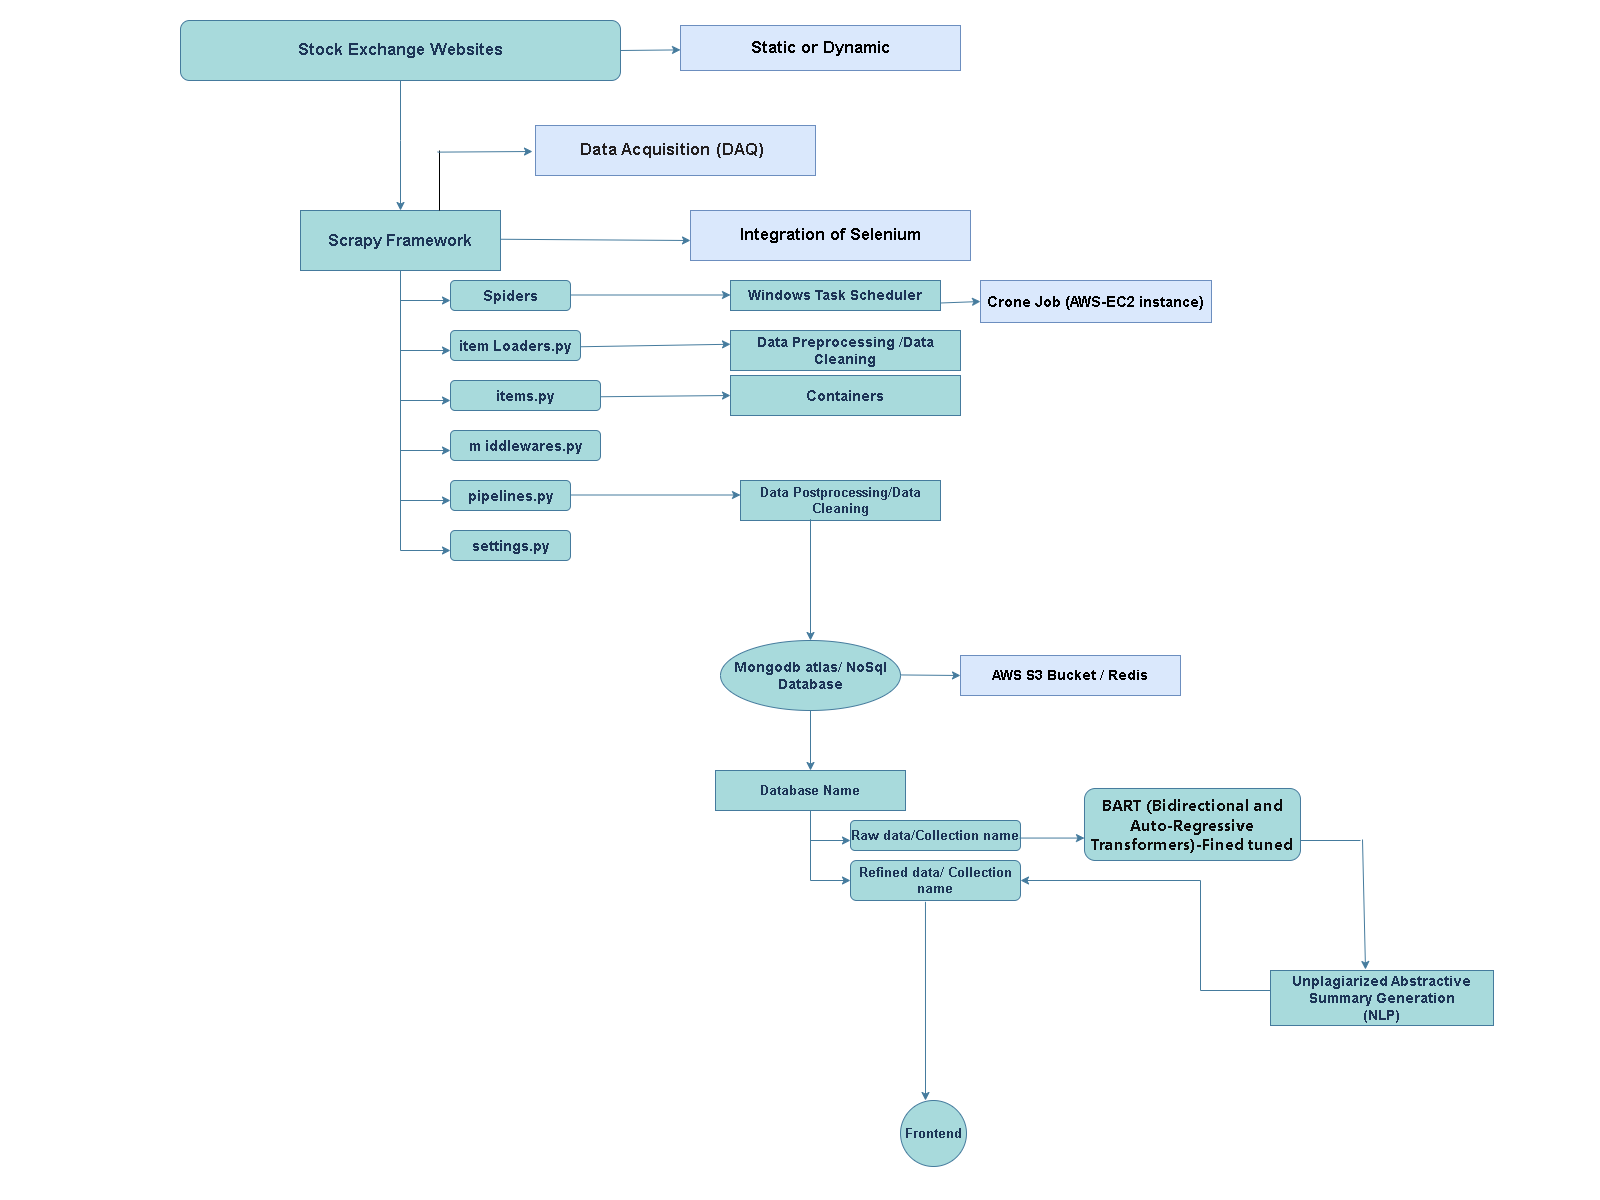 Stock Exchange Websites
Static or Dynamic
Data Acquisition (DAQ)
Scrapy Framework
Integration of Selenium
Spiders
Windows Task Scheduler
Crone Job (AWS-EC2 instance)
item Loaders.py
Data Preprocessing /Data
Cleaning
items.py
Containers
m iddlewares.py
pipelines.py
Data Postprocessing/Data
Cleaning
settings.py
Mongodb atlas/ NoSql
Database
AWS S3 Bucket / Redis
Database Name
Raw data/Collection name
BART (Bidirectional and
Auto-Regressive
Transformers)-Fined tuned
Refined data/ Collection
name
Unplagiarized Abstractive
Summary Generation
(NLP)
Frontend